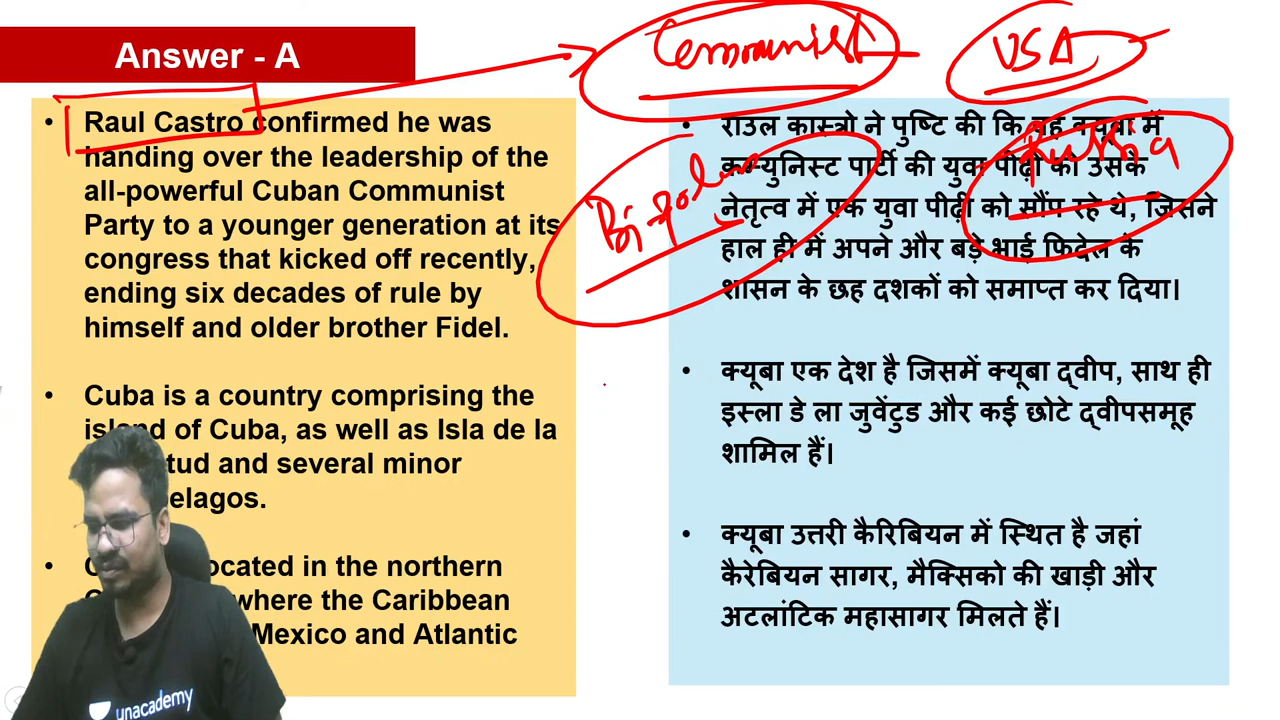 Answer - A
Communist
USA
Russia
Bipolar
• Raul Castro confirmed he was
handing over the leadership of the
all-powerful Cuban Communist
Party to a younger generation at its
congress that kicked off recently,
ending six decades of rule by
himself and older brother Fidel.
• Cuba is a country comprising the
island of Cuba, as well as Isla de la
tud and several minor
elagos.
• ocated in the northern
where the Caribbean
Mexico and Atlantic
• राउल कास्त्रो ने पुष्टि की कि वह क्यूबा में
कम्युनिस्ट पार्टी की युवा पीढ़ी को उसके
नेतृत्व में एक युवा पीढ़ी को सौंप रहे थे, जिसने
हाल ही में अपने और बड़े भाई फिदेल के
शासन के छह दशकों को समाप्त कर दिया।
• क्यूबा एक देश है जिसमें क्यूबा द्वीप, साथ ही
इस्ला डे ला जुवेंटुड और कई छोटे द्वीपसमूह
शामिल हैं।
• क्यूबा उत्तरी कैरिबियन में स्थित है जहां
कैरेबियन सागर, मैक्सिको की खाड़ी और
अटलांटिक महासागर मिलते हैं।
unacademy